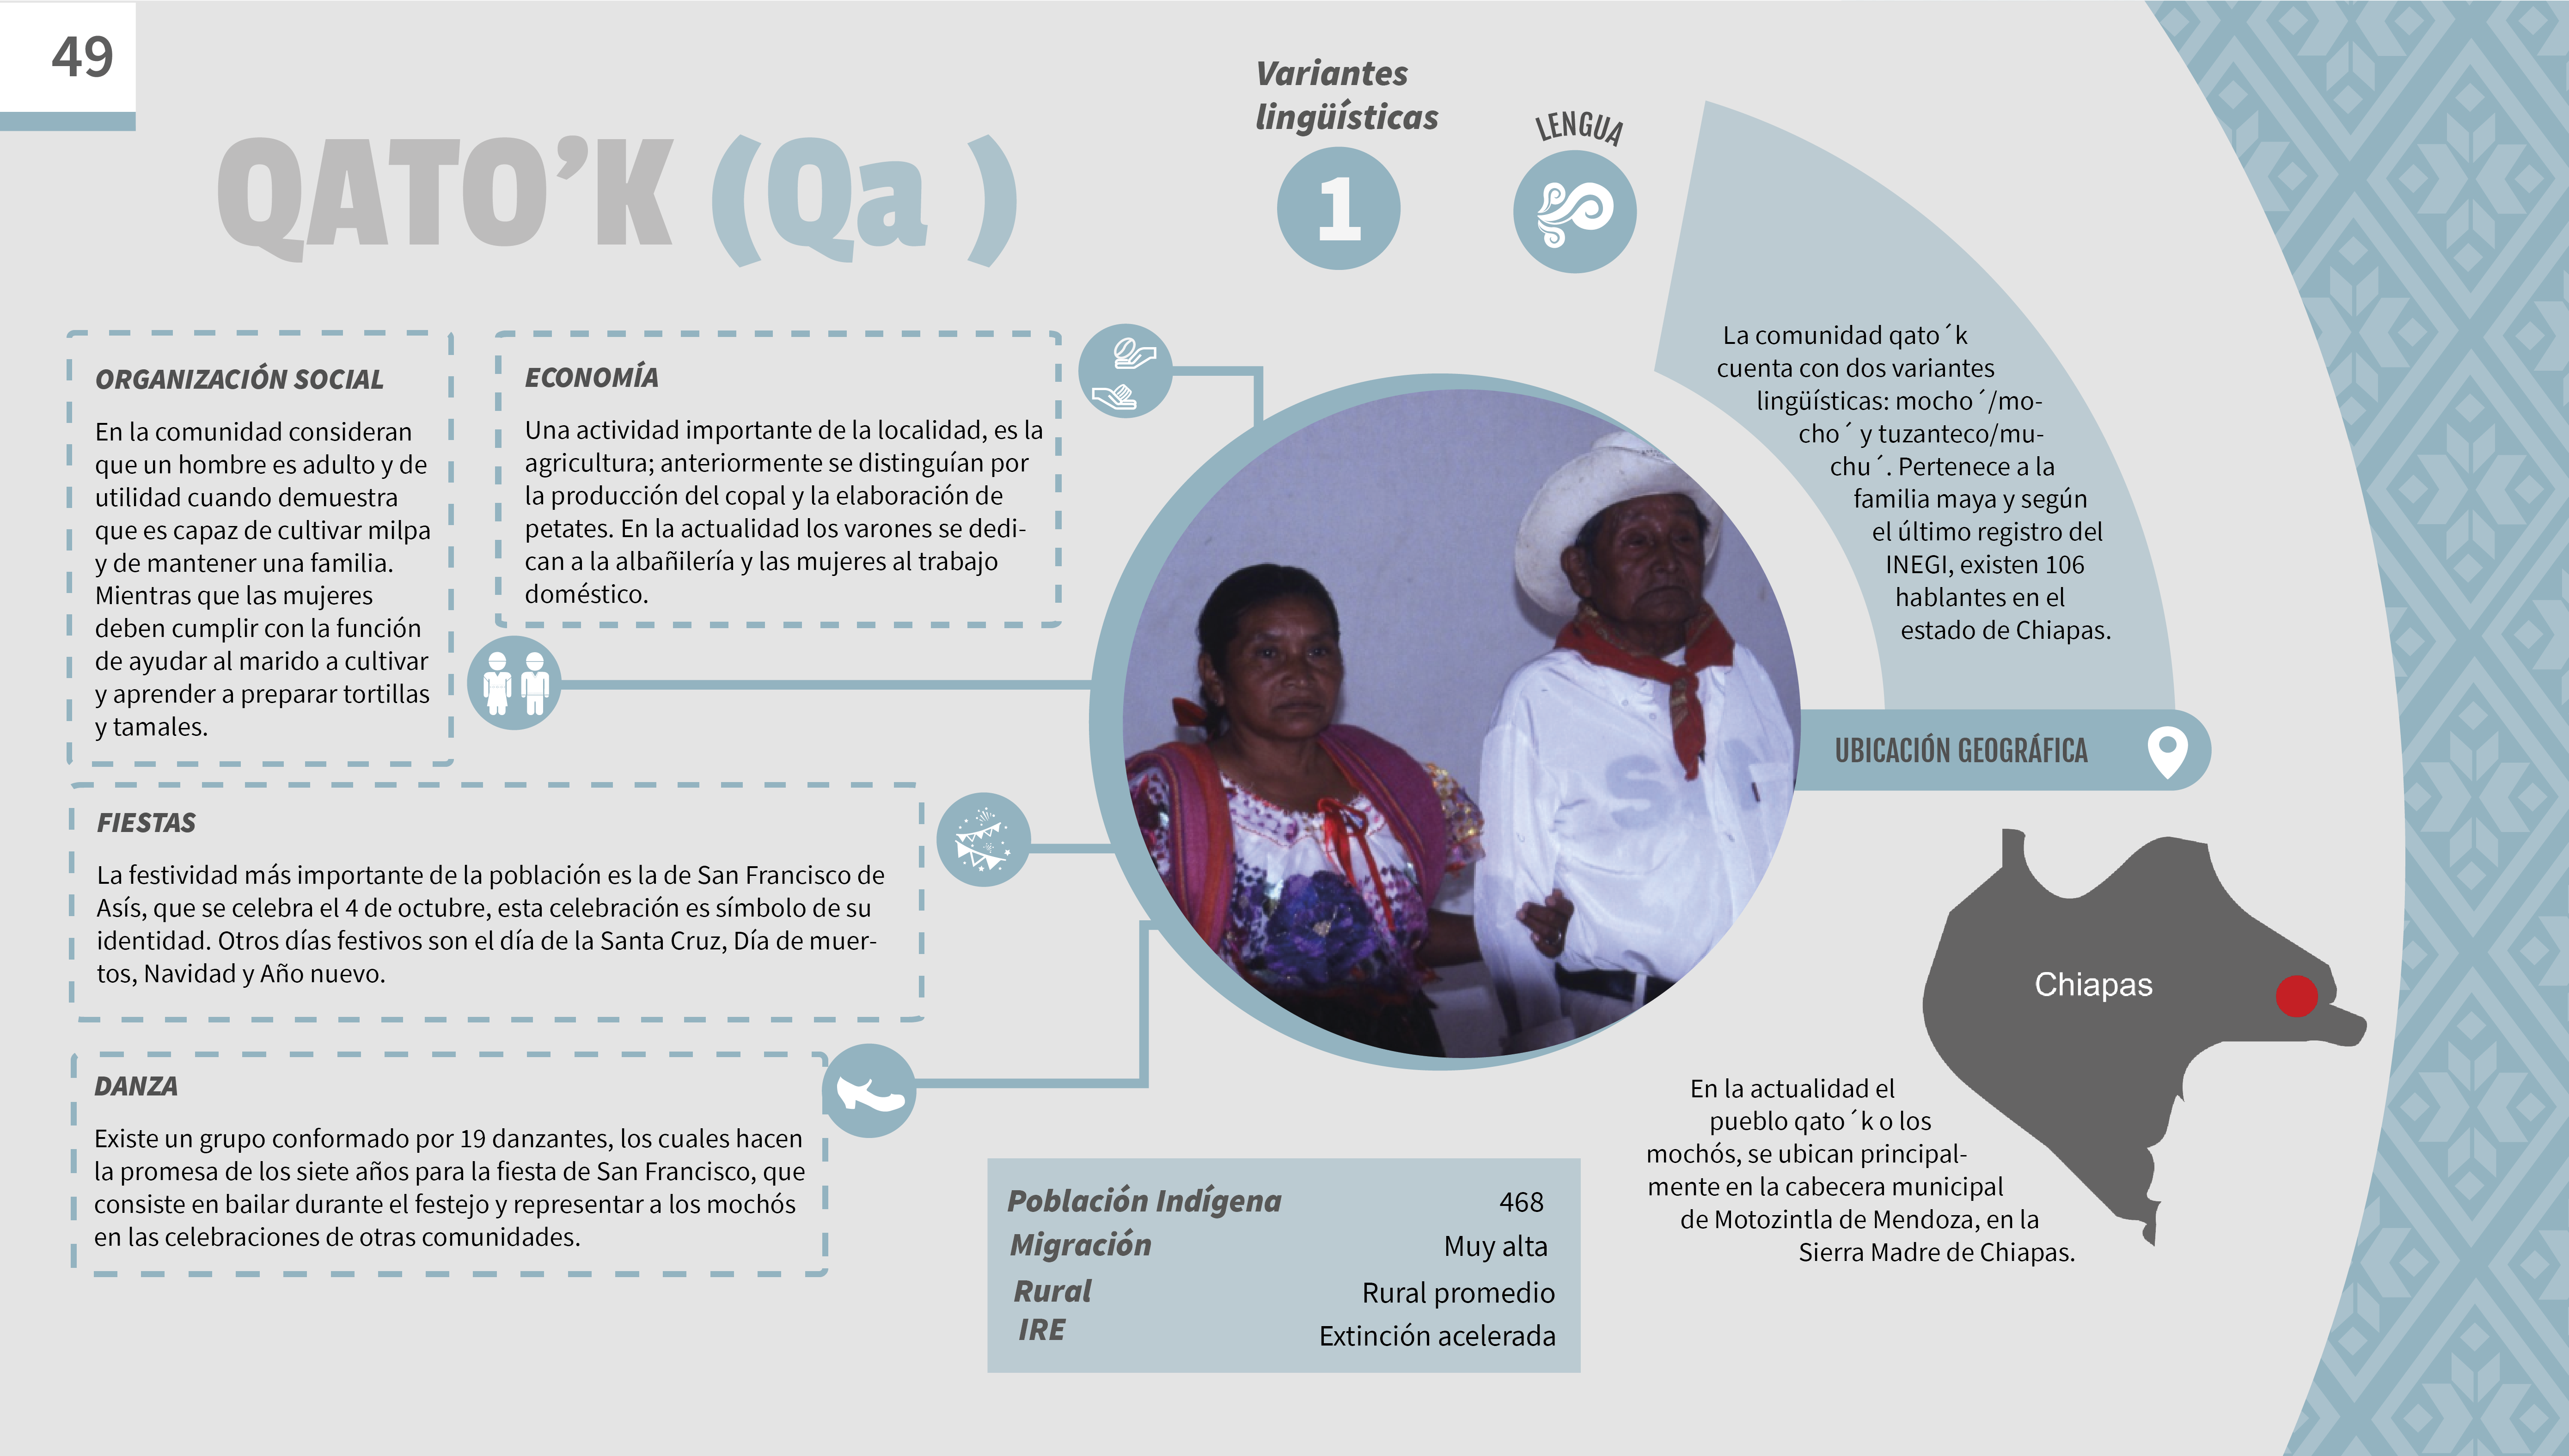 49
QATO’K (Qa )
Variantes
lingüísticas
1
LENGUA
ORGANIZACIÓN SOCIAL
En la comunidad consideran
que un hombre es adulto y de
utilidad cuando demuestra
que es capaz de cultivar milpa
y de mantener una familia.
Mientras que las mujeres
deben cumplir con la función
de ayudar al marido a cultivar
y aprender a preparar tortillas
y tamales.
ECONOMÍA
Una actividad importante de la localidad, es la
agricultura; anteriormente se distinguían por
la producción del copal y la elaboración de
petates. En la actualidad los varones se dedi-
can a la albañilería y las mujeres al trabajo
doméstico.
La comunidad qato´k
cuenta con dos variantes
lingüísticas: mocho´/mo-
cho´ y tuzanteco/mu-
chu´. Pertenece a la
familia maya y según
el último registro del
INEGI, existen 106
hablantes en el
estado de Chiapas.
UBICACIÓN GEOGRÁFICA
FIESTAS
La festividad más importante de la población es la de San Francisco de
Asís, que se celebra el 4 de octubre, esta celebración es símbolo de su
identidad. Otros días festivos son el día de la Santa Cruz, Día de muer-
tos, Navidad y Año nuevo.
Chiapas
DANZA
Existe un grupo conformado por 19 danzantes, los cuales hacen
la promesa de los siete años para la fiesta de San Francisco, que
consiste en bailar durante el festejo y representar a los mochós
en las celebraciones de otras comunidades.
En la actualidad el
pueblo qato´k o los
mochós, se ubican principal-
mente en la cabecera municipal
de Motozintla de Mendoza, en la
Sierra Madre de Chiapas.
Población Indígena 468
Migración Muy alta
Rural Rural promedio
IRE Extinción acelerada